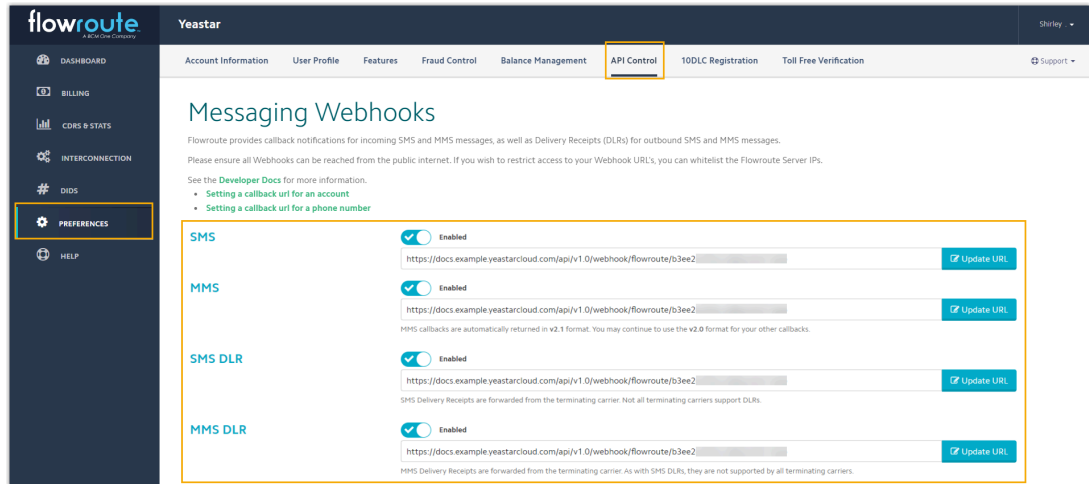 flowroute
A BCM One Company
Yeastar
Shirley .
DASHBOARD
BILLING
CDRS & STATS
INTERCONNECTION
DIDS
PREFERENCES
HELP
Account Information User Profile Features Fraud Control Balance Management API Control 10DLC Registration Toll Free Verification Support
Messaging Webhooks
Flowroute provides callback notifications for incoming SMS and MMS messages, as well as Delivery Receipts (DLRs) for outbound SMS and MMS messages.
Please ensure all Webhooks can be reached from the public internet. If you wish to restrict access to your Webhook URL's, you can whitelist the Flowroute Server IPs.
See the Developer Docs for more information.
• Setting a callback url for an account
• Setting a callback url for a phone number
SMS Enabled
https://docs.example.yeastarcloud.com/api/v1.0/webhook/flowroute/b3ee2 Update URL
MMS Enabled
https://docs.example.yeastarcloud.com/api/v1.0/webhook/flowroute/b3ee2 Update URL
MMS callbacks are automatically returned in v2.1 format. You may continue to use the v2.0 format for your other callbacks.
SMS DLR Enabled
https://docs.example.yeastarcloud.com/api/v1.0/webhook/flowroute/b3ee2 Update URL
SMS Delivery Receipts are forwarded from the terminating carrier. Not all terminating carriers support DLRs.
MMS DLR Enabled
https://docs.example.yeastarcloud.com/api/v1.0/webhook/flowroute/b3ee2 Update URL
MMS Delivery Receipts are forwarded from the terminating carrier. As with SMS DLRs, they are not supported by all terminating carriers.